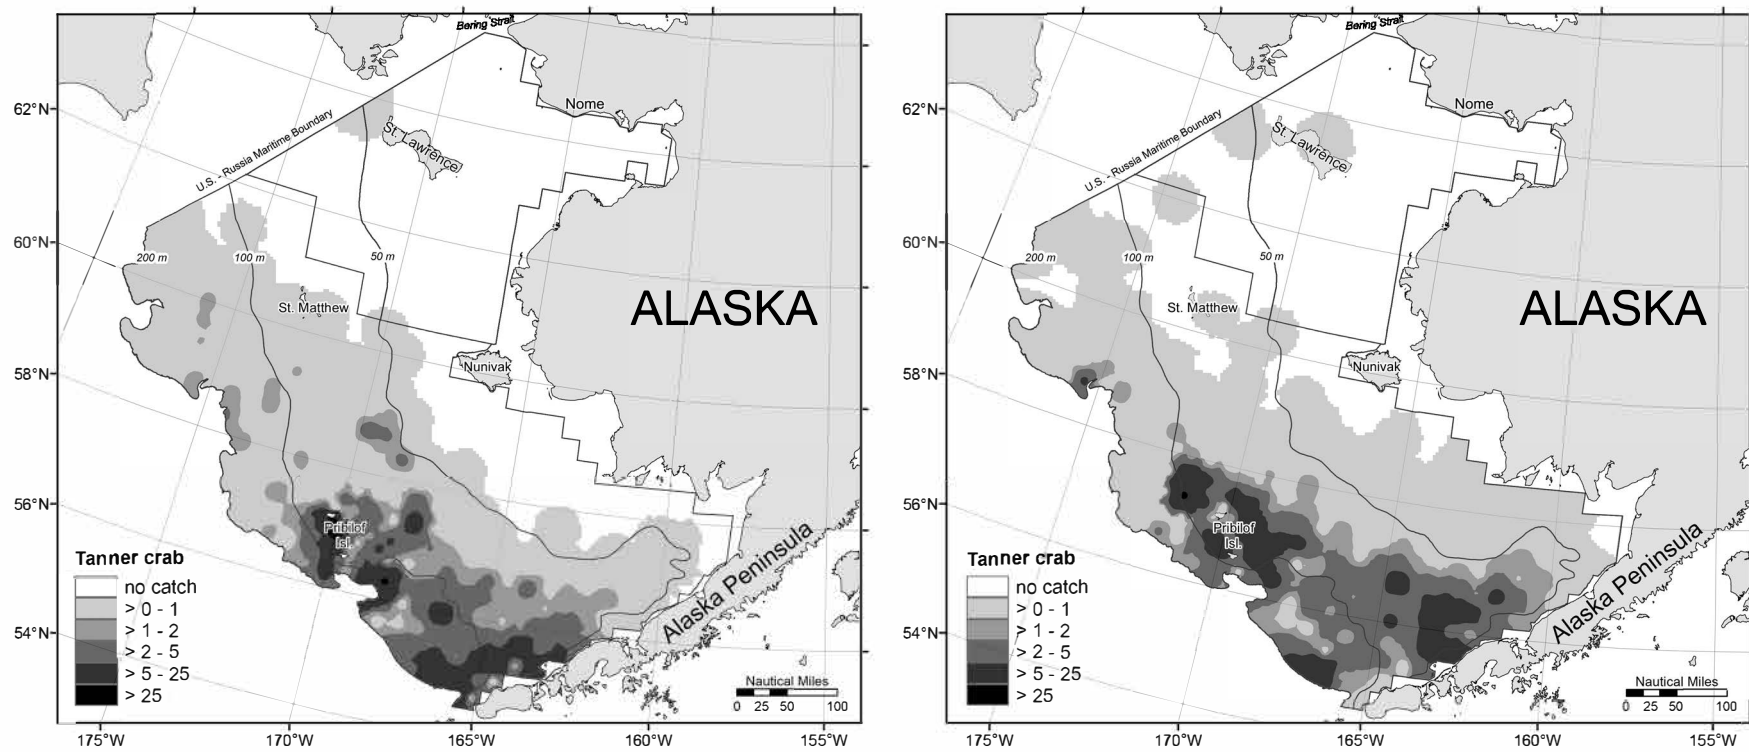 Bering Strait
62°N
Nome
St. Lawrence
U.S. - Russia Maritime Boundary
60°N
200 m
100 m
50 m
St. Matthew
ALASKA
58°N
Nunivak
56°N
Pribilof
Isl.
Alaska Peninsula
Tanner crab
no catch
> 0 - 1
> 1 - 2
> 2 - 5
> 5 - 25
> 25
54°N
Nautical Miles
0 25 50 100
175°W 170°W 165°W 160°W 155°W
Bering Strait
62°N
Nome
St. Lawrence
U.S. - Russia Maritime Boundary
60°N
200 m
100 m
50 m
St. Matthew
ALASKA
58°N
Nunivak
56°N
Pribilof
Isl.
Alaska Peninsula
Tanner crab
no catch
> 0 - 1
> 1 - 2
> 2 - 5
> 5 - 25
> 25
54°N
Nautical Miles
0 25 50 100
175°W 170°W 165°W 160°W 155°W